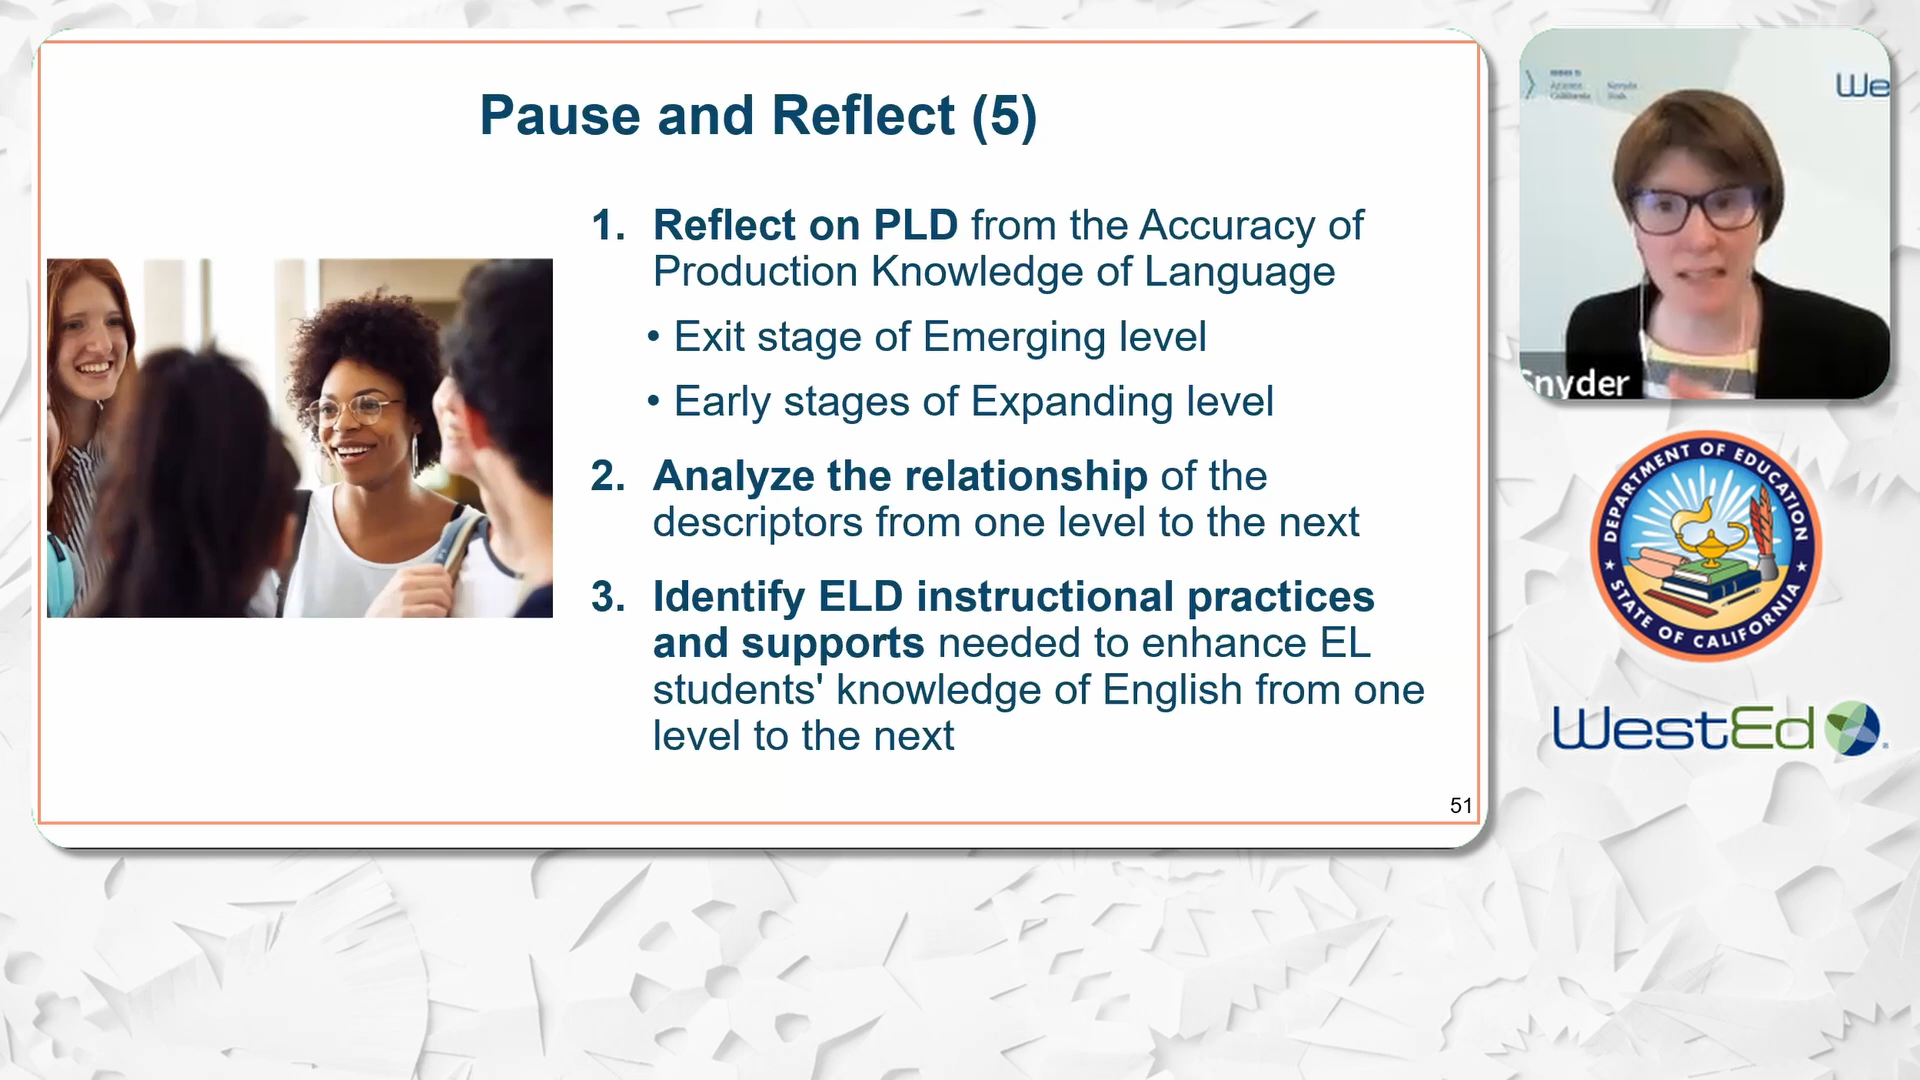 Pause and Reflect (5)
1. Reflect on PLD from the Accuracy of
Production Knowledge of Language
• Exit stage of Emerging level
• Early stages of Expanding level
2. Analyze the relationship of the
descriptors from one level to the next
3. Identify ELD instructional practices
and supports needed to enhance EL
students' knowledge of English from one
level to the next
51
We
Snyder
DEPARTMENT OF EDUCATION
STATE OF CALIFORNIA
WestEd